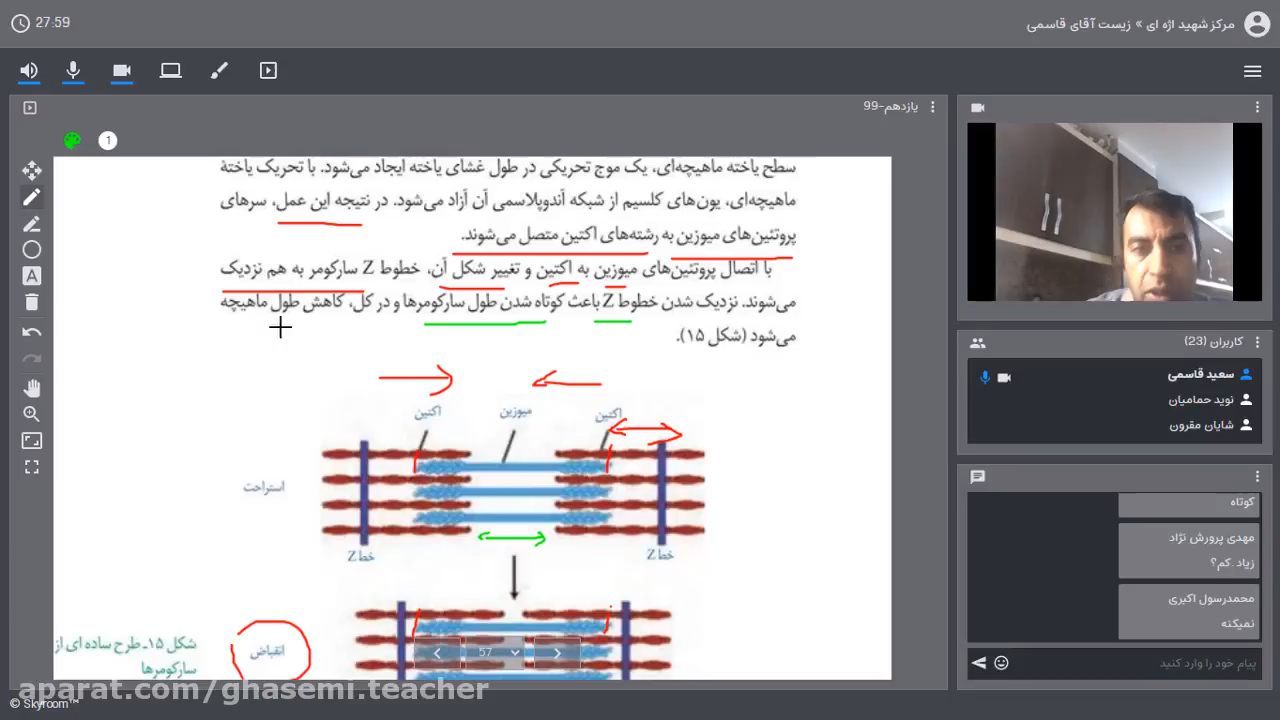 27:59
مرکز شهید اژه ای » زیست آقای قاسمی
یازدهم-99
1
سطح یاخته ماهیچه‌ای، یک موج تحریکی در طول غشای یاخته ایجاد می‌شود. با تحریک یاختهٔ
ماهیچه‌ای، یون‌های کلسیم از شبکه آندوپلاسمی آن آزاد می‌شود. در نتیجه این عمل، سرهای
پروتئین‌های میوزین به رشته‌های اکتین متصل می‌شوند.
با اتصال پروتئین‌های میوزین به اکتین و تغییر شکل آن، خطوط Z سارکومر به هم نزدیک
می‌شوند. نزدیک شدن خطوط Z باعث کوتاه شدن طول سارکومرها و در کل، کاهش طول ماهیچه
می‌شود (شکل ۱۵).
اکتین
میوزین
اکتین
استراحت
خط Z
خط Z
انقباض
شکل ۱۵ـ طرح ساده ای از
سارکومرها
57
کاربران (23)
سعید قاسمی
نوید حمامیان
شایان مقرون
کوتاه
مهدی پرورش نژاد
زیاد .کم؟
محمدرسول اکبری
نمیکنه
پیام خود را وارد کنید
aparat.com/ghasemi.teacher
© Skyroom™